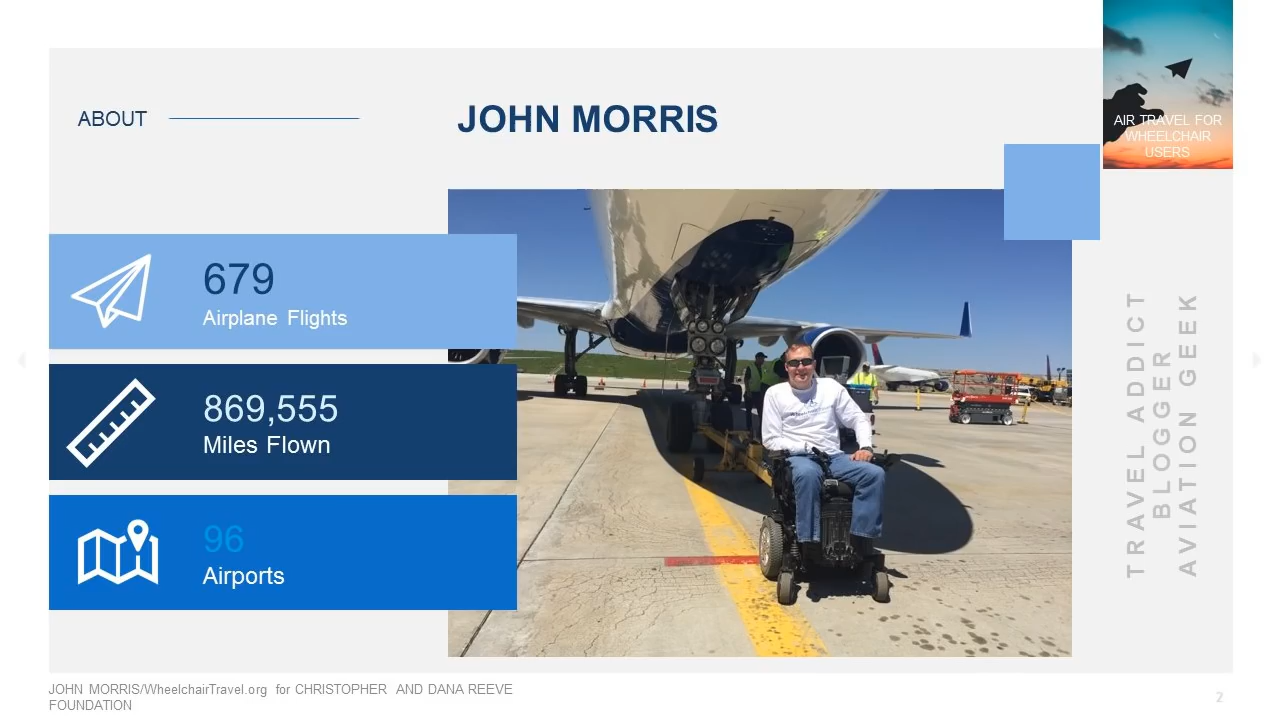 ABOUT
JOHN MORRIS
AIR TRAVEL FOR
WHEELCHAIR
USERS
679
Airplane Flights
869,555
Miles Flown
96
Airports
TRAVEL ADDICT
BLOGGER
AVIATION GEEK
JOHN MORRIS/WheelchairTravel.org for CHRISTOPHER AND DANA REEVE
FOUNDATION
2